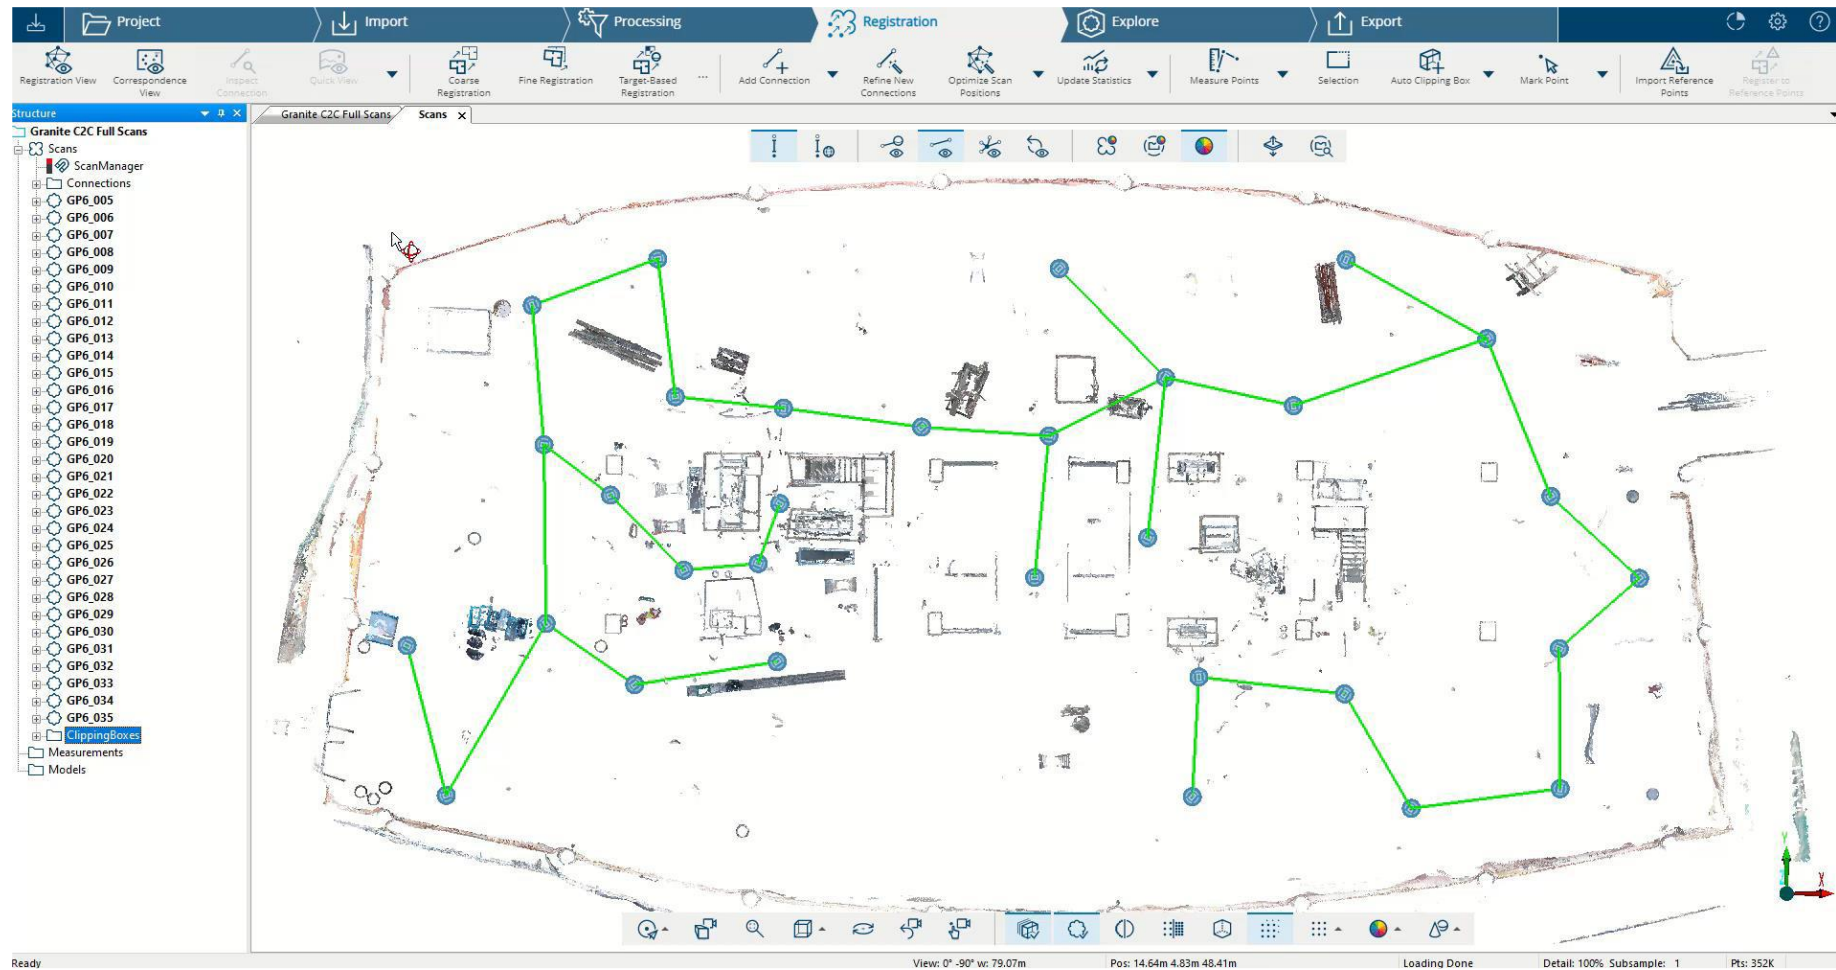 Project
Import
Processing
Registration
Explore
Export
Registration View
Correspondence
View
Inspect
Connection
Quick View
Coarse
Registration
Fine Registration
Target-Based
Registration
...
Add Connection
Refine New
Connections
Optimize Scan
Positions
Update Statistics
Measure Points
Selection
Auto Clipping Box
Mark Point
Import Reference
Points
Register to
Reference Points
Structure
Granite C2C Full Scans
Scans
Granite C2C Full Scans
Scans
ScanManager
Connections
GP6_005
GP6_006
GP6_007
GP6_008
GP6_009
GP6_010
GP6_011
GP6_012
GP6_013
GP6_014
GP6_015
GP6_016
GP6_017
GP6_018
GP6_019
GP6_020
GP6_021
GP6_022
GP6_023
GP6_024
GP6_025
GP6_026
GP6_027
GP6_028
GP6_029
GP6_030
GP6_031
GP6_032
GP6_033
GP6_034
GP6_035
ClippingBoxes
Measurements
Models
Y
X
Ready
View: 0° -90° w: 79.07m
Pos: 14.64m 4.83m 48.41m
Loading Done
Detail: 100% Subsample: 1
Pts: 352K